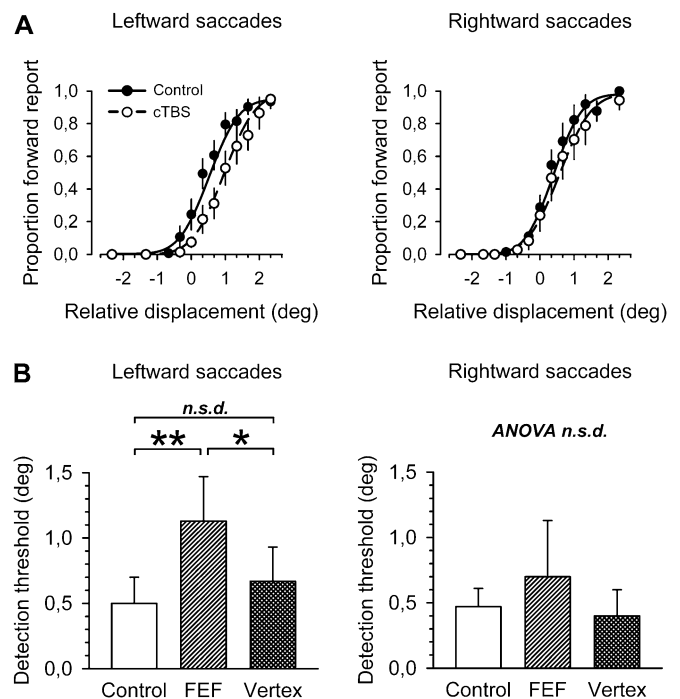 A
Leftward saccades
Rightward saccades
Proportion forward report
1,0
0,8
0,6
0,4
0,2
0,0
Control
cTBS
-2 -1 0 1 2
Relative displacement (deg)
Proportion forward report
1,0
0,8
0,6
0,4
0,2
0,0
-2 -1 0 1 2
Relative displacement (deg)
B
Leftward saccades
Rightward saccades
n.s.d.
** *
Detection threshold (deg)
1,5
1,0
0,5
0,0
Control FEF Vertex
ANOVA n.s.d.
Detection threshold (deg)
1,5
1,0
0,5
0,0
Control FEF Vertex